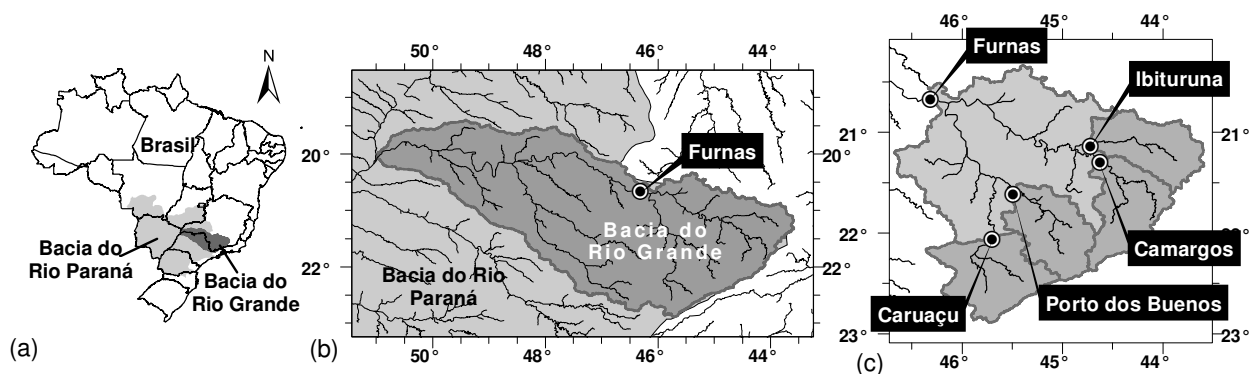 N
Brasil
Bacia do
Rio Paraná
Bacia do
Rio Grande
(a)
50° 48° 46° 44°
20° 20°
22° 22°
Furnas
Bacia do
Rio Grande
Bacia do Rio
Paraná
50° 48° 46° 44°
(b)
46° 45° 44°
21° 21°
22° 22°
23° 23°
Furnas
Ibituruna
Camargos
Porto dos Buenos
Caruaçu
46° 45° 44°
(c)